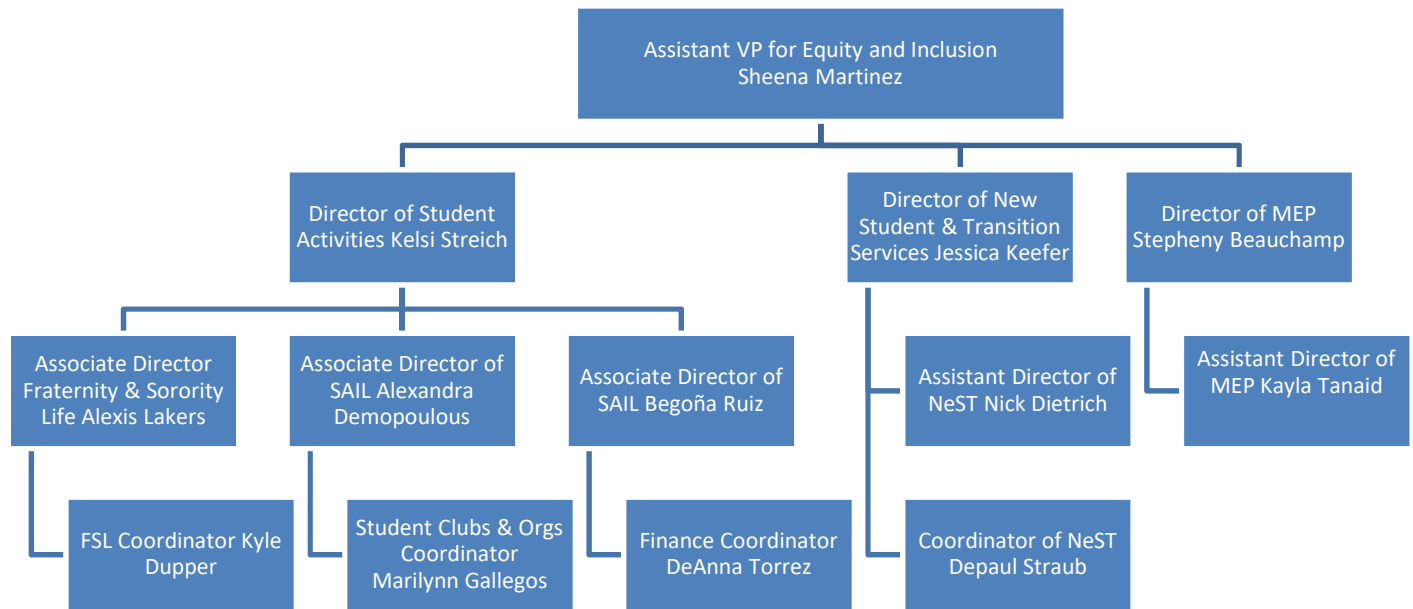 Assistant VP for Equity and Inclusion
Sheena Martinez
Director of Student
Activities Kelsi Streich
Director of New
Student & Transition
Services Jessica Keefer
Director of MEP
Stepheny Beauchamp
Associate Director
Fraternity & Sorority
Life Alexis Lakers
Associate Director of
SAIL Alexandra
Demopoulous
Associate Director of
SAIL Begoña Ruiz
Assistant Director of
NeST Nick Dietrich
Assistant Director of
MEP Kayla Tanaid
FSL Coordinator Kyle
Dupper
Student Clubs & Orgs
Coordinator
Marilynn Gallegos
Finance Coordinator
DeAnna Torrez
Coordinator of NeST
Depaul Straub